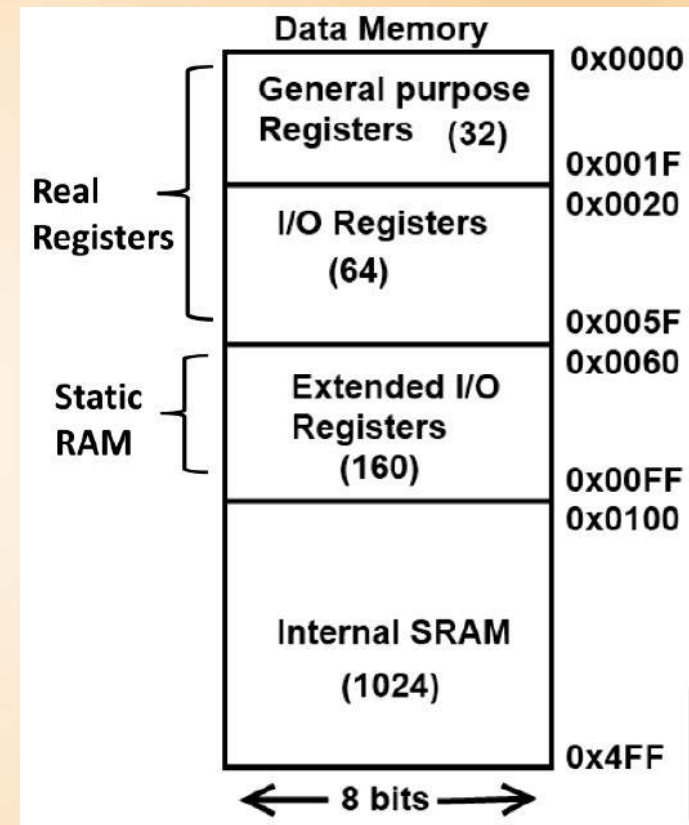 Data Memory
0x0000
General purpose
Registers (32)
0x001F
Real
Registers
0x0020
I/O Registers
(64)
0x005F
0x0060
Static
RAM
Extended I/O
Registers
(160)
0x00FF
0x0100
Internal SRAM
(1024)
0x4FF
8 bits